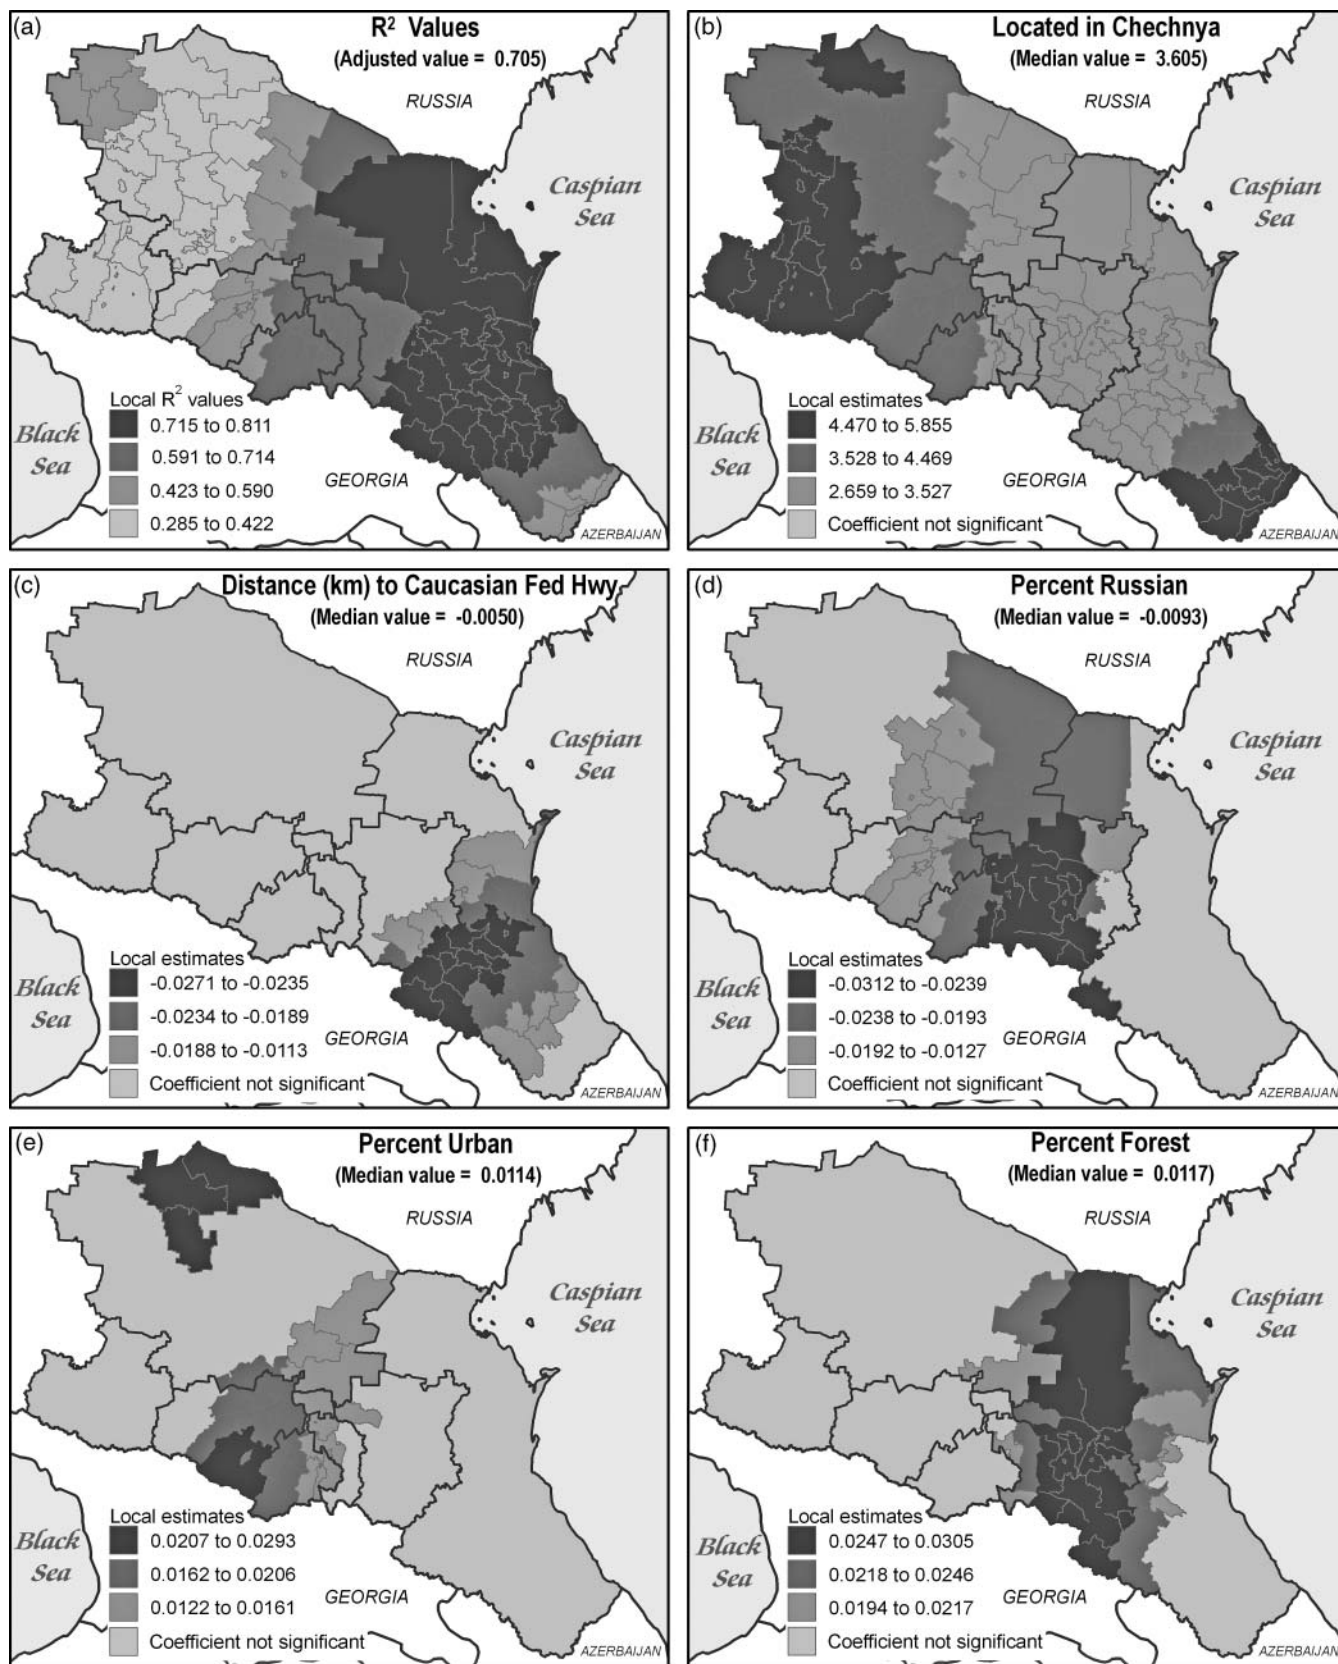 (a)
R² Values
(Adjusted value = 0.705)
RUSSIA
Caspian
Sea
Local R² values
0.715 to 0.811
0.591 to 0.714
0.423 to 0.590
0.285 to 0.422
Black
Sea
GEORGIA
AZERBAIJAN
(b)
Located in Chechnya
(Median value = 3.605)
RUSSIA
Caspian
Sea
Local estimates
4.470 to 5.855
3.528 to 4.469
2.659 to 3.527
Coefficient not significant
Black
Sea
GEORGIA
AZERBAIJAN
(c)
Distance (km) to Caucasian Fed Hwy
(Median value = -0.0050)
RUSSIA
Caspian
Sea
Local estimates
-0.0271 to -0.0235
-0.0234 to -0.0189
-0.0188 to -0.0113
Coefficient not significant
Black
Sea
GEORGIA
AZERBAIJAN
(d)
Percent Russian
(Median value = -0.0093)
RUSSIA
Caspian
Sea
Local estimates
-0.0312 to -0.0239
-0.0238 to -0.0193
-0.0192 to -0.0127
Coefficient not significant
Black
Sea
GEORGIA
AZERBAIJAN
(e)
Percent Urban
(Median value = 0.0114)
RUSSIA
Caspian
Sea
Local estimates
0.0207 to 0.0293
0.0162 to 0.0206
0.0122 to 0.0161
Coefficient not significant
Black
Sea
GEORGIA
AZERBAIJAN
(f)
Percent Forest
(Median value = 0.0117)
RUSSIA
Caspian
Sea
Local estimates
0.0247 to 0.0305
0.0218 to 0.0246
0.0194 to 0.0217
Coefficient not significant
Black
Sea
GEORGIA
AZERBAIJAN